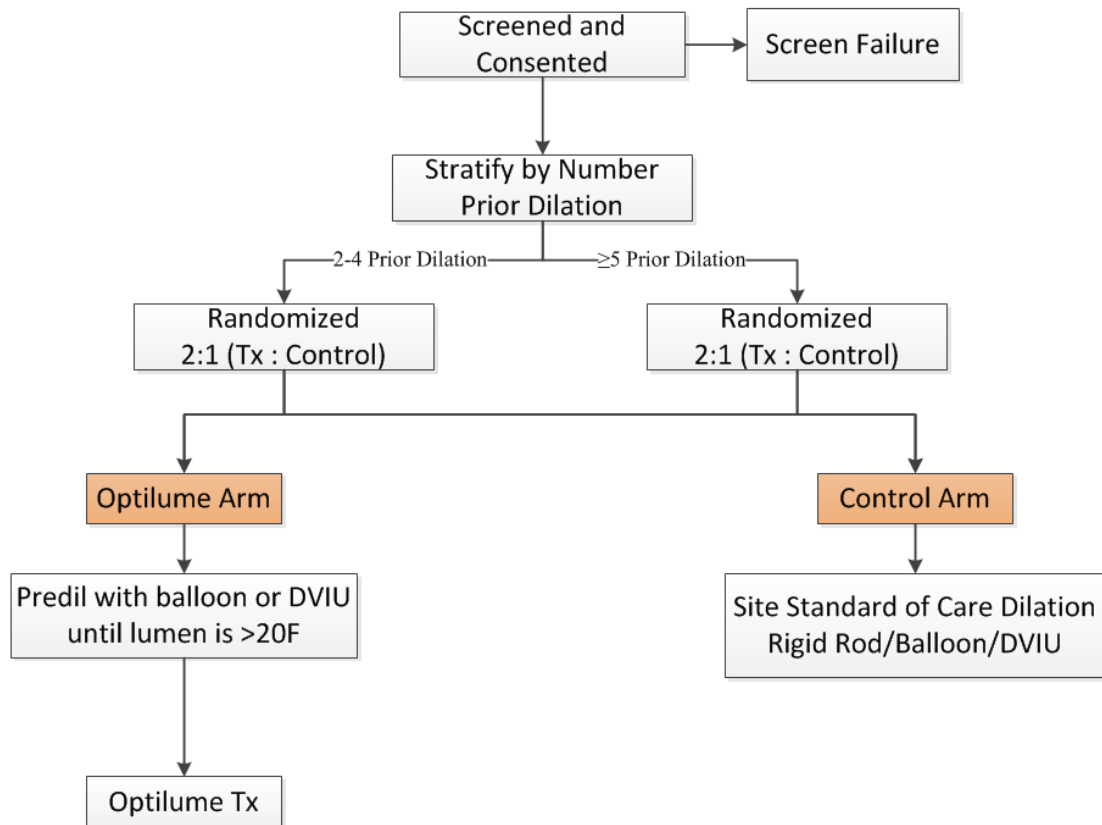 Screened and
Consented
Screen Failure
Stratify by Number
Prior Dilation
2-4 Prior Dilation
≥5 Prior Dilation
Randomized
2:1 (Tx : Control)
Randomized
2:1 (Tx : Control)
Optilume Arm
Control Arm
Predil with balloon or DVIU
until lumen is >20F
Site Standard of Care Dilation
Rigid Rod/Balloon/DVIU
Optilume Tx